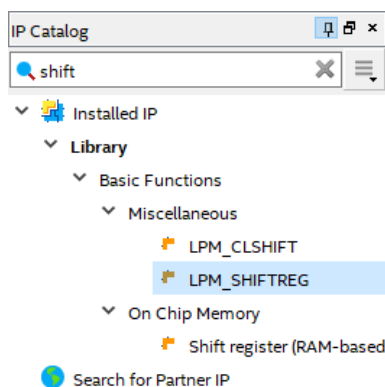 IP Catalog
shift
Installed IP
Library
Basic Functions
Miscellaneous
LPM_CLSHIFT
LPM_SHIFTREG
On Chip Memory
Shift register (RAM-based
Search for Partner IP